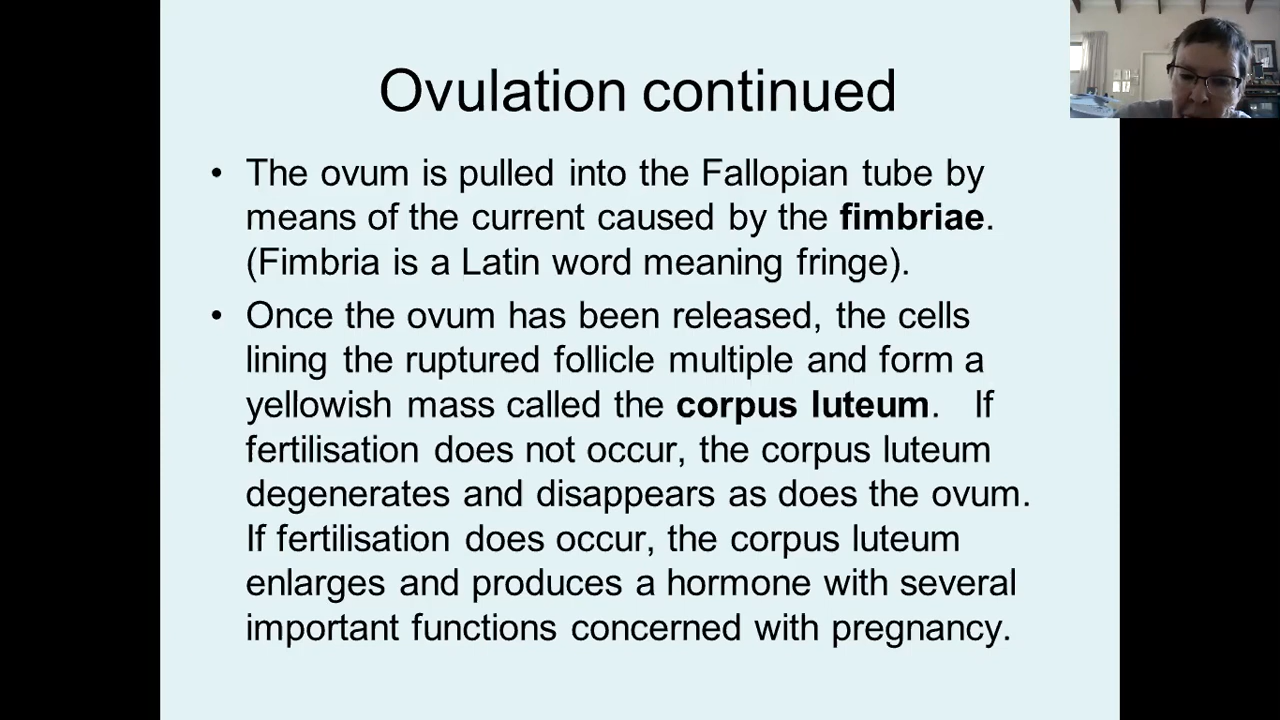 Ovulation continued
• The ovum is pulled into the Fallopian tube by
means of the current caused by the fimbriae.
(Fimbria is a Latin word meaning fringe).
• Once the ovum has been released, the cells
lining the ruptured follicle multiple and form a
yellowish mass called the corpus luteum. If
fertilisation does not occur, the corpus luteum
degenerates and disappears as does the ovum.
If fertilisation does occur, the corpus luteum
enlarges and produces a hormone with several
important functions concerned with pregnancy.